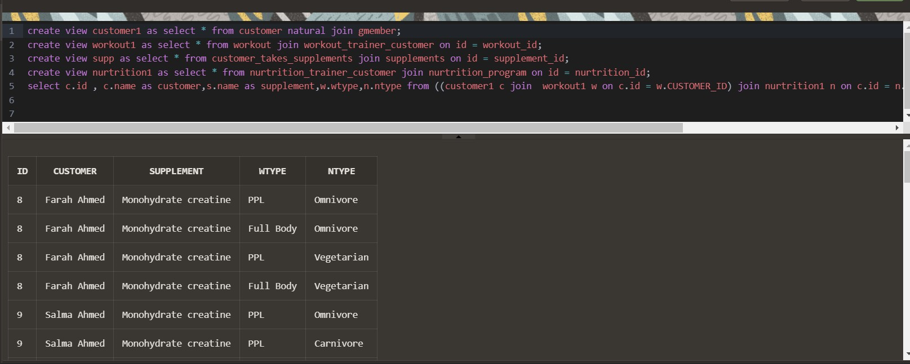 1 create view customer1 as select * from customer natural join gmember;
2 create view workout1 as select * from workout join workout_trainer_customer on id = workout_id;
3 create view supp as select * from customer_takes_supplements join supplements on id = supplement_id;
4 create view nurtrition1 as select * from nurtrition_trainer_customer join nurtrition_program on id = nurtrition_id;
5 select c.id , c.name as customer,s.name as supplement,w.wtype,n.ntype from ((customer1 c join  workout1 w on c.id = w.CUSTOMER_ID) join nurtrition1 n on c.id = n.
6
7
ID CUSTOMER SUPPLEMENT WTYPE NTYPE
8 Farah Ahmed Monohydrate creatine PPL Omnivore
8 Farah Ahmed Monohydrate creatine Full Body Omnivore
8 Farah Ahmed Monohydrate creatine PPL Vegetarian
8 Farah Ahmed Monohydrate creatine Full Body Vegetarian
9 Salma Ahmed Monohydrate creatine PPL Omnivore
9 Salma Ahmed Monohydrate creatine PPL Carnivore